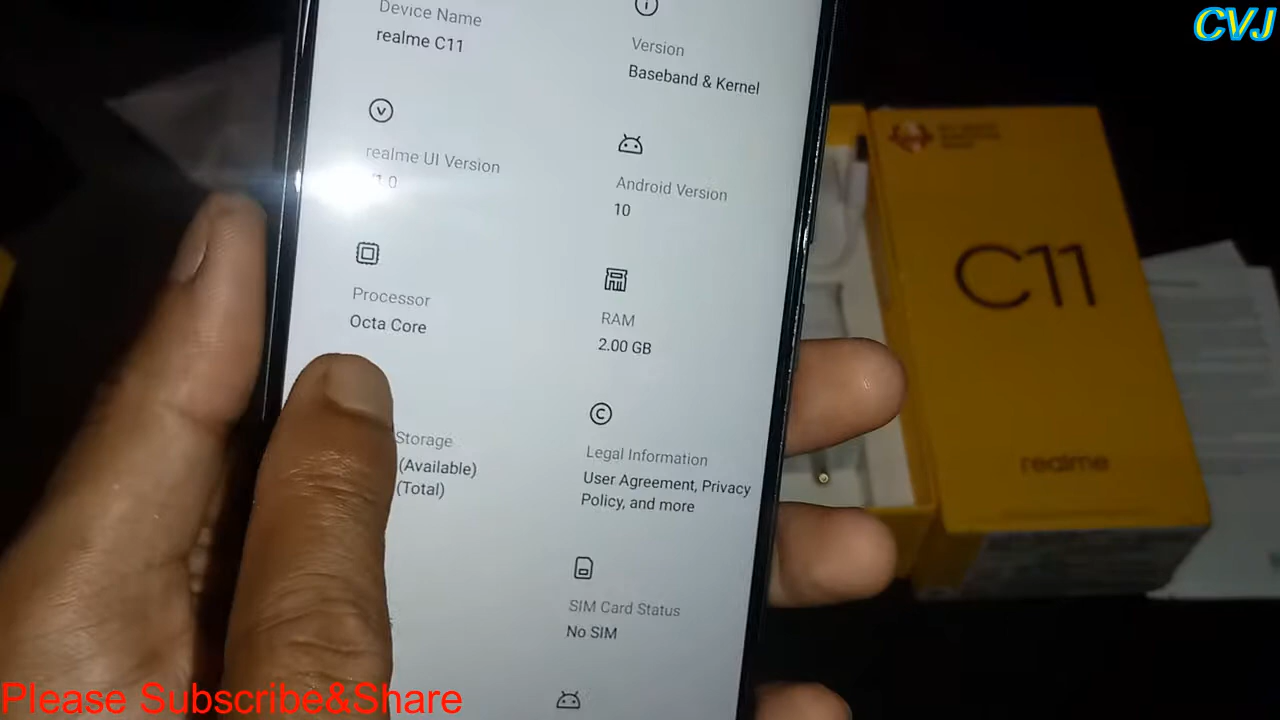 CVJ
Device Name
realme C11
Version
Baseband & Kernel
realme UI Version
Android Version
10
Processor
Octa Core
RAM
2.00 GB
Storage
(Available)
(Total)
Legal Information
User Agreement, Privacy
Policy, and more
SIM Card Status
No SIM
C11
realme
Please Subscribe&Share